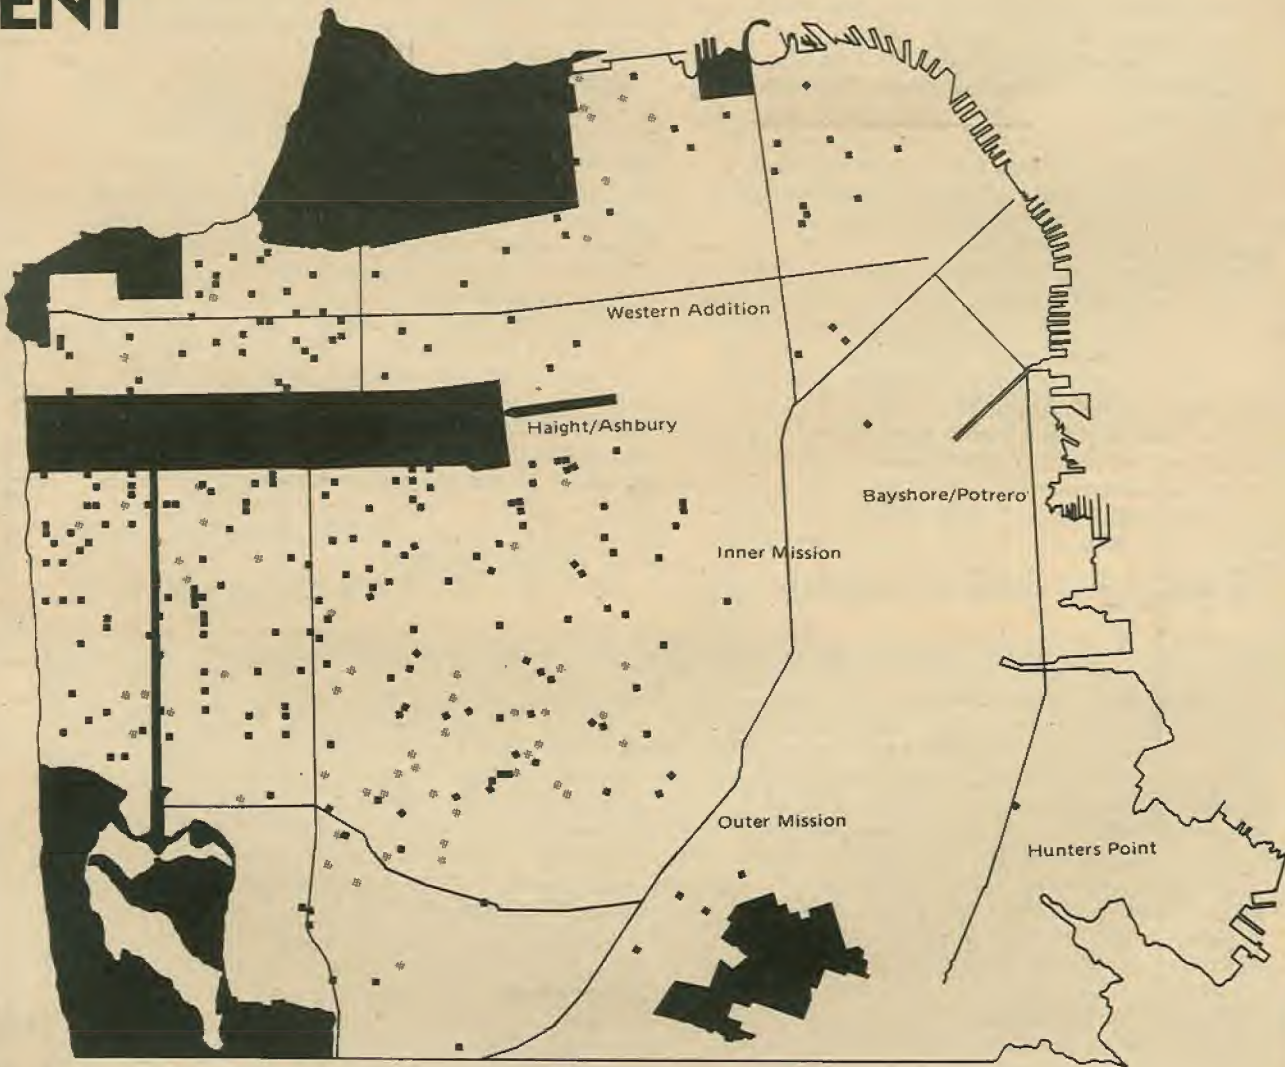 ENT
Western Addition
Haight/Ashbury
Bayshore/Potrero
Inner Mission
Outer Mission
Hunters Point